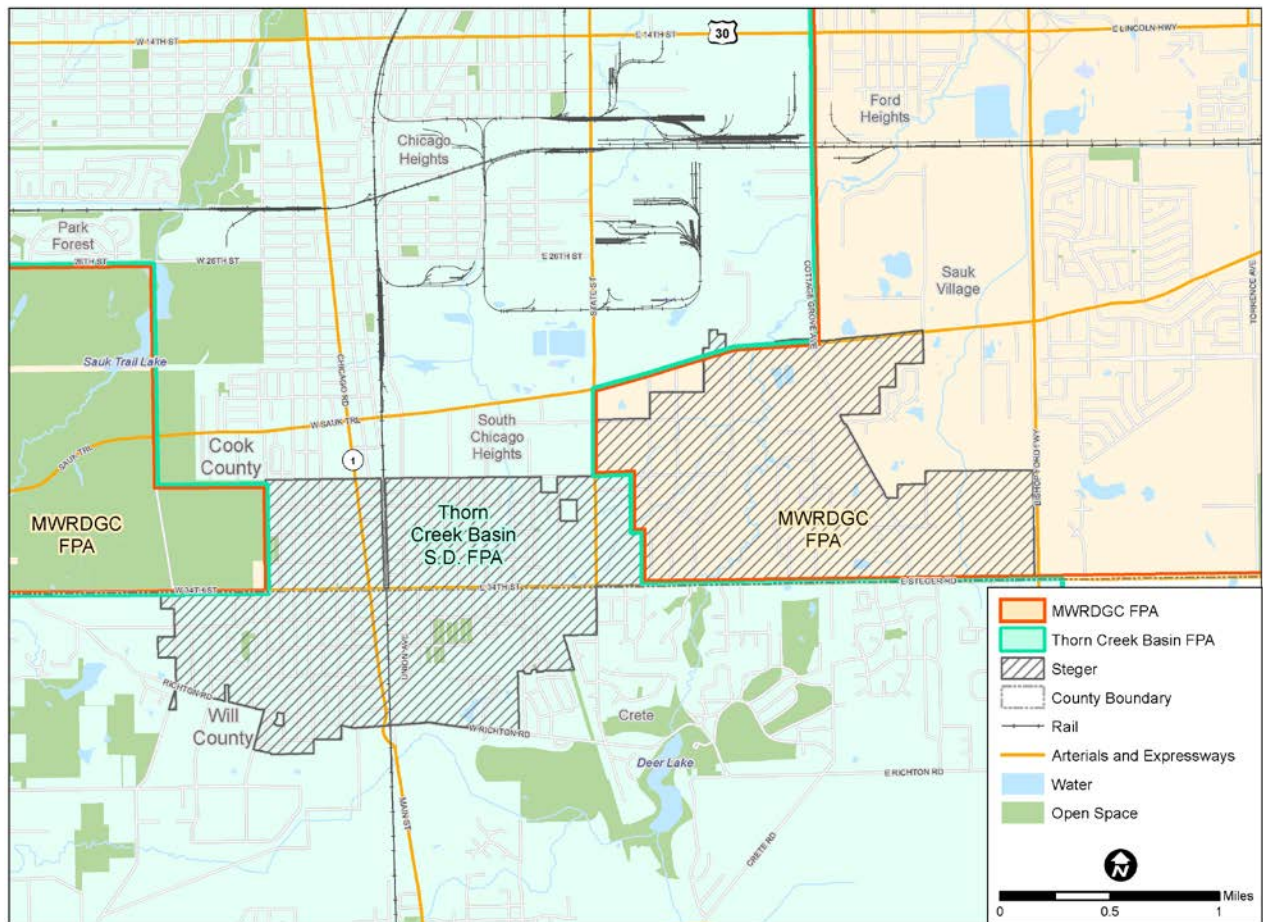 W 14TH ST
E 14TH ST
30
E LINCOLN HWY
Ford
Heights
Chicago
Heights
Park
Forest
26TH ST
W 26TH ST
E 26TH ST
STATE ST
COTTAGE GROVE AVE
Sauk
Village
TORRENCE AVE
Sauk Trail Lake
CHICAGO RD
W SAUK TRL
SAUK TRL
Cook
County
1
South
Chicago
Heights
BISHOP FORD FWY
MWRDGC
FPA
Thorn
Creek Basin
S.D. FPA
MWRDGC
FPA
W 34TH ST
E 34TH ST
E STEGER RD
UNION AVE
RICHTON RD
Will
County
W RICHTON RD
Crete
Deer Lake
E RICHTON RD
MAIN ST
CRETE RD
MWRDGC FPA
Thorn Creek Basin FPA
Steger
County Boundary
Rail
Arterials and Expressways
Water
Open Space
N
Miles
0 0.5 1